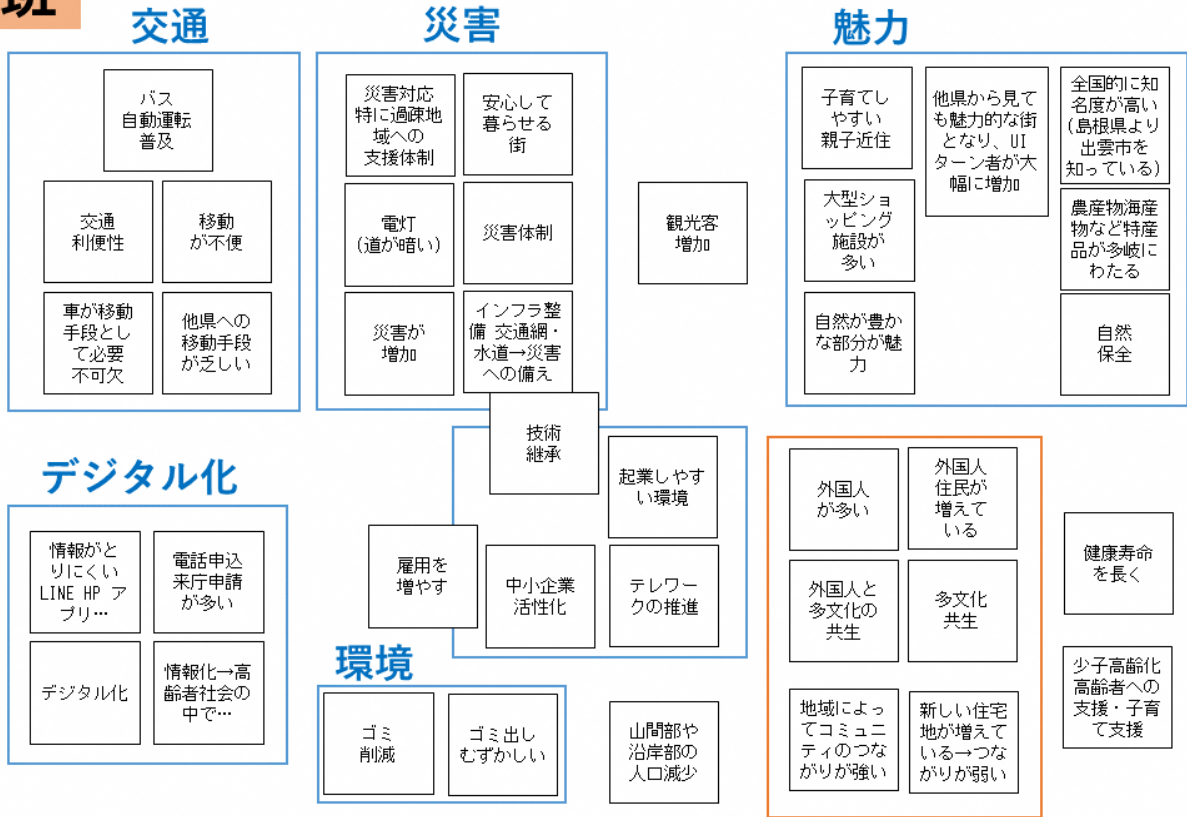 班
交通
バス
自動運転
普及
交通
利便性
移動
が不便
車が移動
手段とし
て必要
不可欠
他県への
移動手段
が乏しい
災害
災害対応
特に過疎地
域への
支援体制
安心して
暮らせる
街
電灯
(道が暗い)
災害体制
災害が
増加
インフラ整
備 交通網・
水道→災害
への備え
観光客
増加
魅力
子育てし
やすい
親子近住
他県から見て
も魅力的な街
となり、UI
ターン者が大
幅に増加
全国的に知
名度が高い
(島根県より
出雲市を
知っている)
大型ショ
ッピング
施設が
多い
農産物海産
物など特産
品が多岐に
わたる
自然が豊か
な部分が魅
力
自然
保全
デジタル化
情報がと
りにくい
LINE HP ア
プリ…
電話申込
来庁申請
が多い
デジタル化
情報化→高
齢者社会の
中で…
技術
継承
起業しやす
い環境
雇用を
増やす
中小企業
活性化
テレワー
クの推進
環境
ゴミ
削減
ゴミ出し
むずかしい
山間部や
沿岸部の
人口減少
外国人
が多い
外国人
住民が
増えて
いる
外国人と
多文化の
共生
多文化
共生
地域によっ
てコミュニ
ティのつな
がりが強い
新しい住宅
地が増えて
いる→つな
がりが弱い
健康寿命
を長く
少子高齢化
高齢者への
支援・子育
て支援